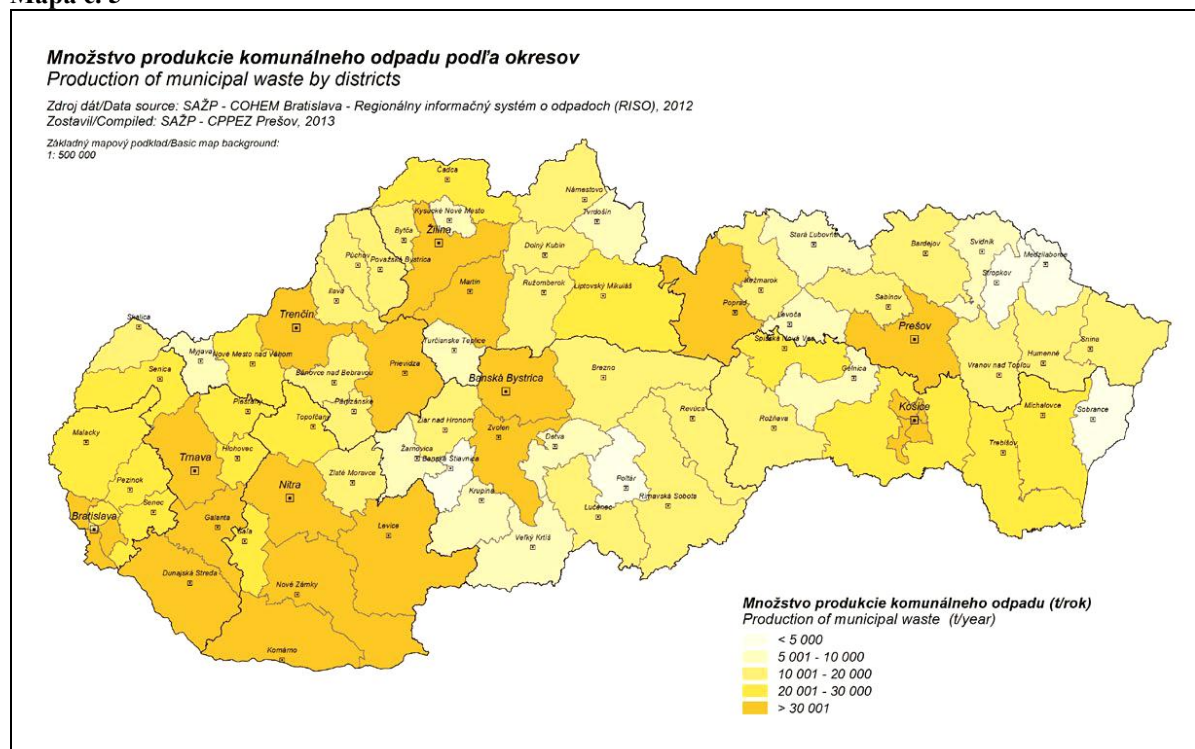 Mapa č. 5
Množstvo produkcie komunálneho odpadu podľa okresov
Production of municipal waste by districts
Zdroj dát/Data source: SAŽP - COHEM Bratislava - Regionálny informačný systém o odpadoch (RISO), 2012
Zostavil/Compiled: SAŽP - CPPEZ Prešov, 2013
Základný mapový podklad/Basic map background:
1: 500 000
Čadca
Námestovo
Kysucké Nové Mesto
Tvrdošín
Bytča
Žilina
Stará Ľubovňa
Bardejov
Svidník
Medzilaborce
Stropkov
Púchov
Považská Bystrica
Dolný Kubín
Ilava
Martin
Ružomberok
Liptovský Mikuláš
Kežmarok
Poprad
Sabinov
Levoča
Prešov
Skalica
Trenčín
Myjava
Nové Mesto nad Váhom
Turčianske Teplice
Spišská Nová Ves
Humenné
Snina
Vranov nad Topľou
Senica
Bánovce nad Bebravou
Prievidza
Banská Bystrica
Brezno
Gelnica
Partizánske
Piešťany
Topoľčany
Žiar nad Hronom
Zvolen
Revúca
Rožňava
Košice
Michalovce
Sobrance
Malacky
Trnava
Hlohovec
Žarnovica
Banská Štiavnica
Detva
Trebišov
Pezinok
Zlaté Moravce
Nitra
Krupina
Poltár
Rimavská Sobota
Lučenec
Senec
Bratislava
Galanta
Šaľa
Levice
Veľký Krtíš
Dunajská Streda
Nové Zámky
Komárno
Množstvo produkcie komunálneho odpadu (t/rok)
Production of municipal waste (t/year)
< 5 000
5 001 - 10 000
10 001 - 20 000
20 001 - 30 000
> 30 001